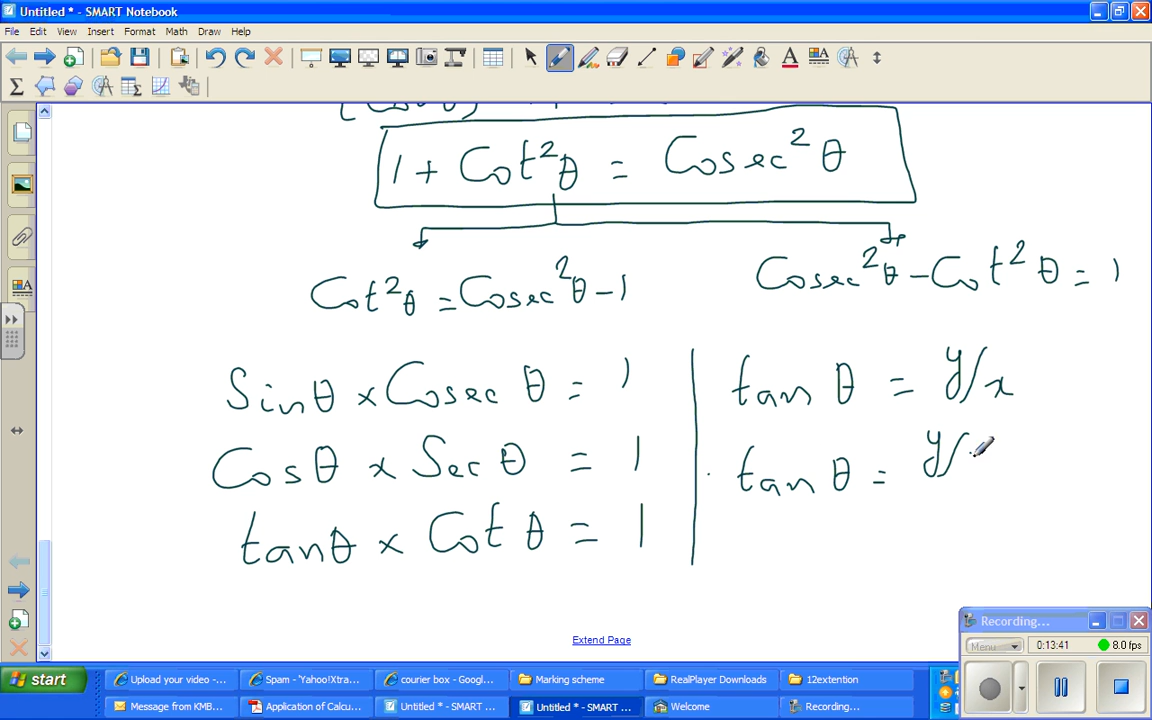 Untitled * - SMART Notebook
File Edit View Insert Format Math Draw Help
1 + Cot²θ = Cosec²θ
Cot²θ = Cosec²θ - 1
Cosec²θ - Cot²θ = 1
Sinθ × Cosec θ = 1
Cosθ × Sec θ = 1
tanθ × Cot θ = 1
tan θ = y/x
tan θ = y/
Extend Page
Recording...
Menu
0:13:41
8.0 fps
start
Upload your video -...
Spam - 'Yahoo!Xtra...
courier box - Googl...
Marking scheme
RealPlayer Downloads
12extention
Message from KMB...
Application of Calcu...
Untitled * - SMART ...
Untitled * - SMART ...
Welcome
Recording...